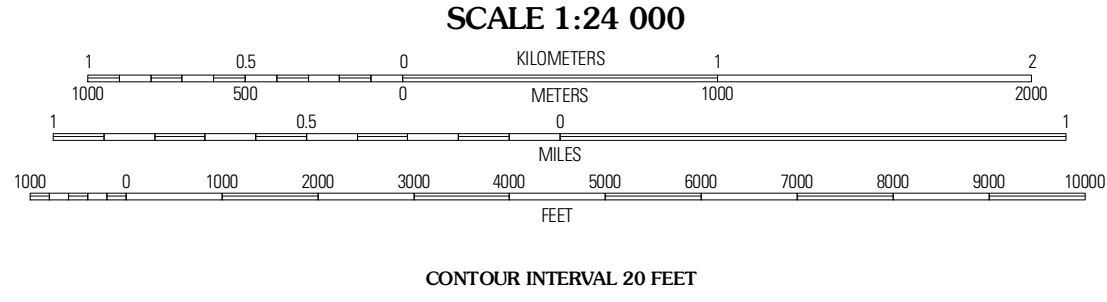 SCALE 1:24 000
1 0.5 0 KILOMETERS 1 2
1000 500 0 METERS 1000 2000
1 0.5 0 1
MILES
1000 0 1000 2000 3000 4000 5000 6000 7000 8000 9000 10000
FEET
CONTOUR INTERVAL 20 FEET